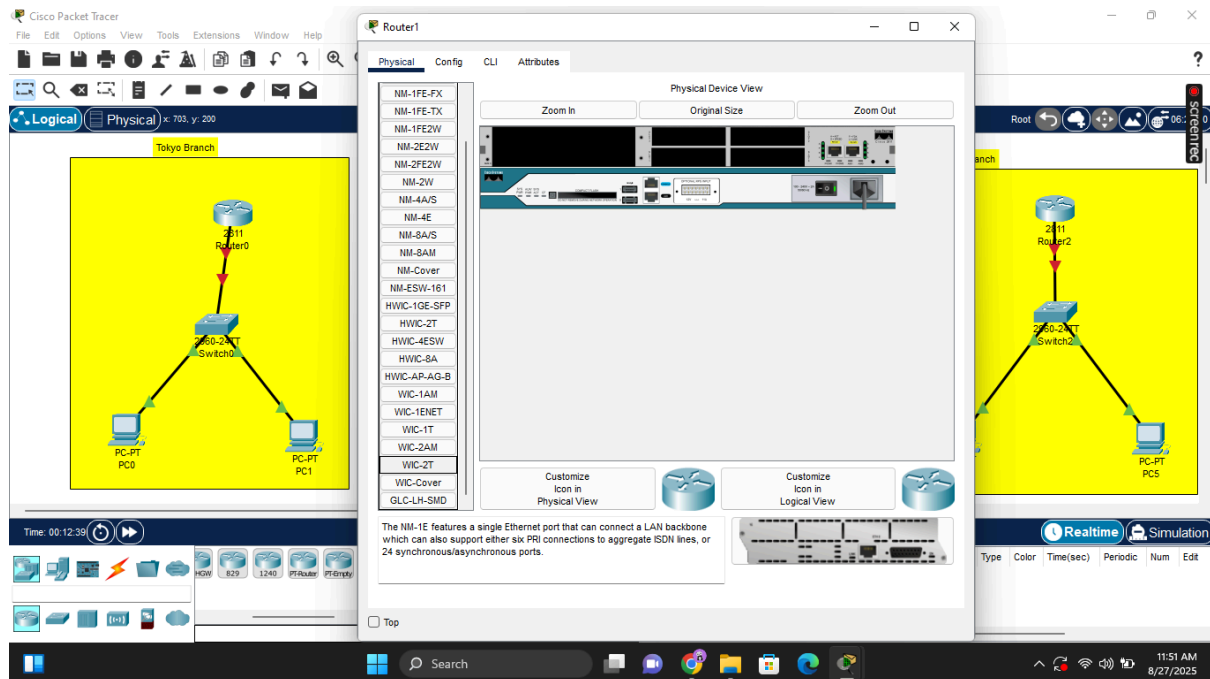 Cisco Packet Tracer
File Edit Options View Tools Extensions Window Help
Logical
Physical
x: 703, y: 200
Root
Tokyo Branch
anch
2811
Router0
2960-24TT
Switch0
PC-PT
PC0
PC-PT
PC1
Router1
Physical Config CLI Attributes
NM-1FE-FX
NM-1FE-TX
NM-1FE2W
NM-2E2W
NM-2FE2W
NM-2W
NM-4A/S
NM-4E
NM-8A/S
NM-8AM
NM-Cover
NM-ESW-161
HWIC-1GE-SFP
HWIC-2T
HWIC-4ESW
HWIC-8A
HWIC-AP-AG-B
WIC-1AM
WIC-1ENET
WIC-1T
WIC-2AM
WIC-2T
WIC-Cover
GLC-LH-SMD
Physical Device View
Zoom In Original Size Zoom Out
Customize
Icon in
Physical View
Customize
Icon in
Logical View
The NM-1E features a single Ethernet port that can connect a LAN backbone
which can also support either six PRI connections to aggregate ISDN lines, or
24 synchronous/asynchronous ports.
Top
?
screenrec
2811
Router2
2960-24TT
Switch2
PC-PT
PC5
Time: 00:12:39
Realtime
Simulation
HGW 829 1240 PT-Router PT-Empty
Type Color Time(sec) Periodic Num Edit
Search
11:51 AM
8/27/2025